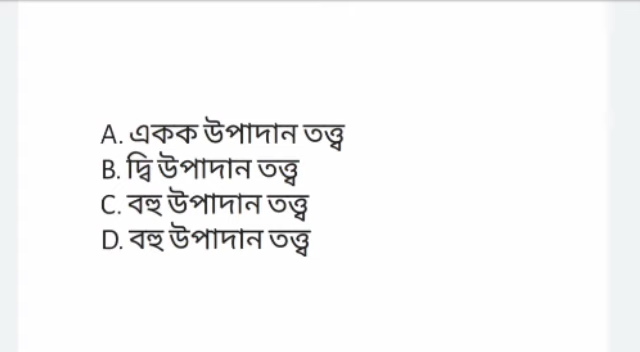 A. একক উপাদান তত্ত্ব
B. দ্বি উপাদান তত্ত্ব
C. বহু উপাদান তত্ত্ব
D. বহু উপাদান তত্ত্ব